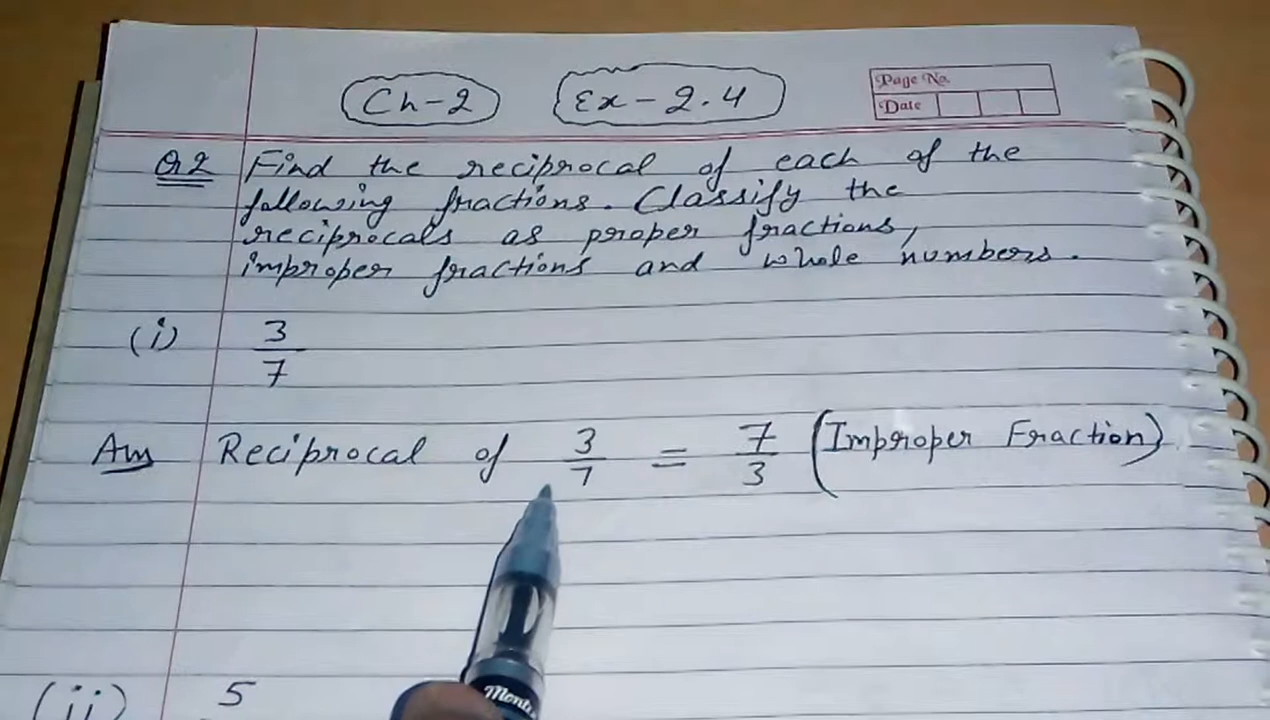 Ch-2 Ex-2.4
Page No.
Date
Q2 Find the reciprocal of each of the
following fractions. Classify the
reciprocals as proper fractions,
improper fractions and whole numbers.
(i) 3/7
Ans Reciprocal of 3/7 = 7/3 (Improper Fraction)
(ii) 5